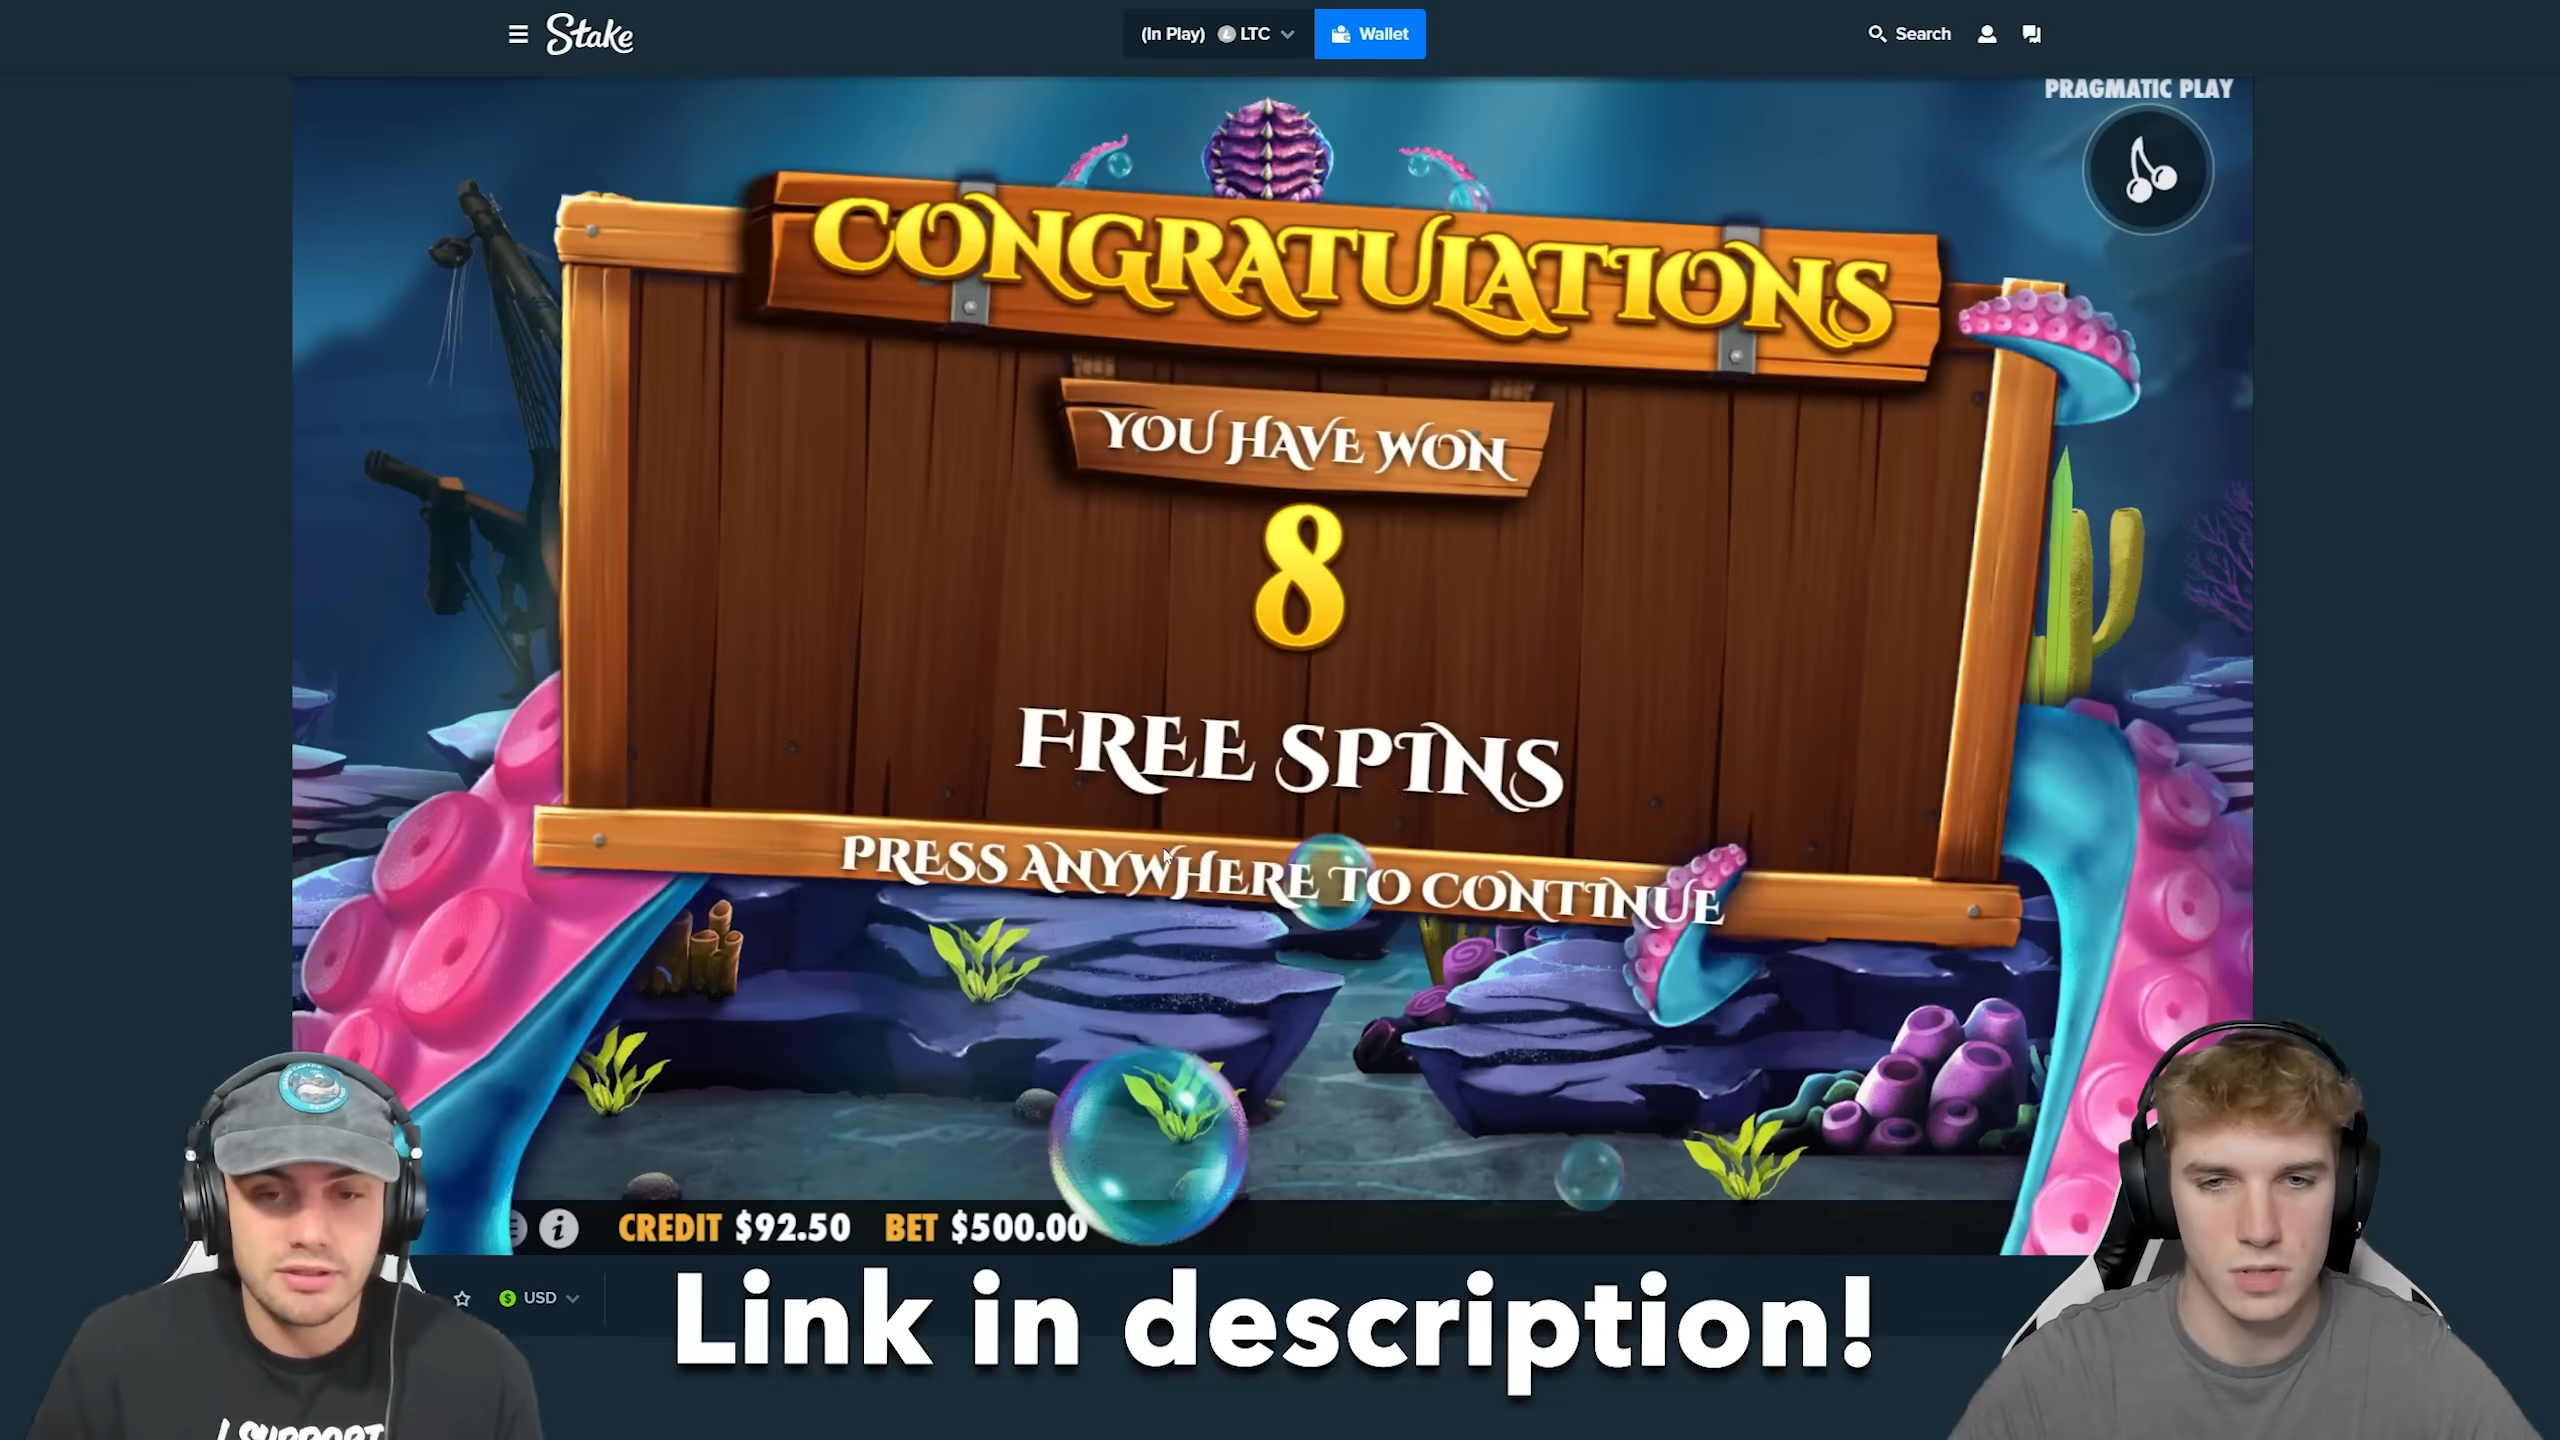 Stake
(In Play) LTC
Wallet
Search
PRAGMATIC PLAY
CONGRATULATIONS
YOU HAVE WON
8
FREE SPINS
PRESS ANYWHERE TO CONTINUE
CREDIT $92.50 BET $500.00
USD
Link in description!
I SUPPORT